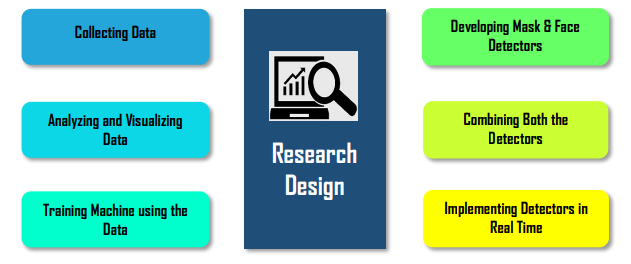 Collecting Data
Analyzing and Visualizing
Data
Training Machine using the
Data
Research
Design
Developing Mask & Face
Detectors
Combining Both the
Detectors
Implementing Detectors in
Real Time